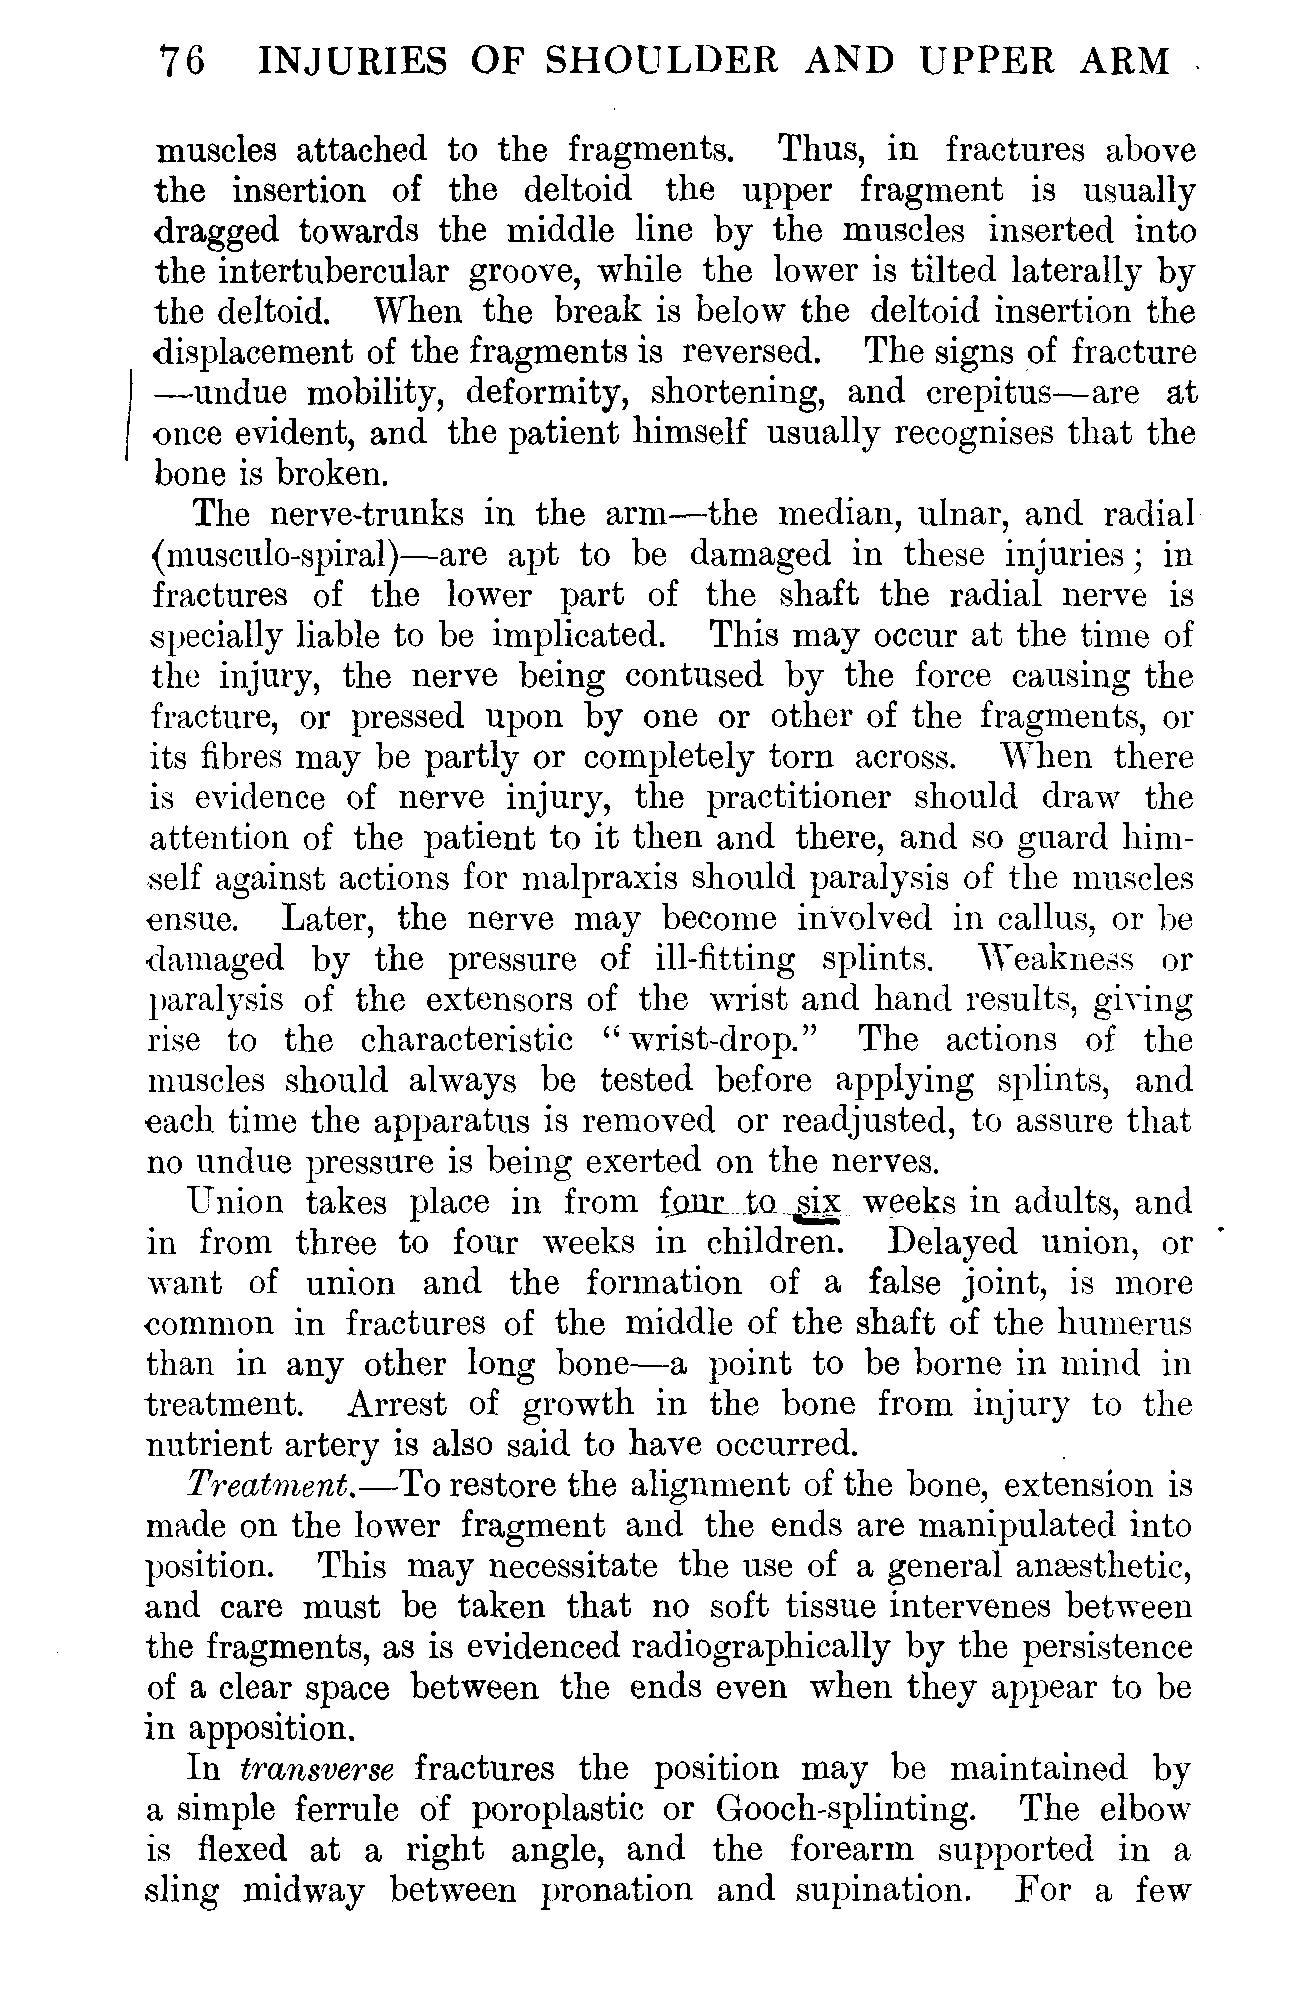 76 INJURIES OF SHOULDER AND UPPER ARM
muscles attached to the fragments. Thus, in fractures above
the insertion of the deltoid the upper fragment is usually
dragged towards the middle line by the muscles inserted into
the intertubercular groove, while the lower is tilted laterally by
the deltoid. When the break is below the deltoid insertion the
displacement of the fragments is reversed. The signs of fracture
—undue mobility, deformity, shortening, and crepitus—are at
once evident, and the patient himself usually recognises that the
bone is broken.
The nerve-trunks in the arm—the median, ulnar, and radial
(musculo-spiral)—are apt to be damaged in these injuries; in
fractures of the lower part of the shaft the radial nerve is
specially liable to be implicated. This may occur at the time of
the injury, the nerve being contused by the force causing the
fracture, or pressed upon by one or other of the fragments, or
its fibres may be partly or completely torn across. When there
is evidence of nerve injury, the practitioner should draw the
attention of the patient to it then and there, and so guard him-
self against actions for malpraxis should paralysis of the muscles
ensue. Later, the nerve may become involved in callus, or be
damaged by the pressure of ill-fitting splints. Weakness or
paralysis of the extensors of the wrist and hand results, giving
rise to the characteristic "wrist-drop." The actions of the
muscles should always be tested before applying splints, and
each time the apparatus is removed or readjusted, to assure that
no undue pressure is being exerted on the nerves.
Union takes place in from four to six weeks in adults, and
in from three to four weeks in children. Delayed union, or
want of union and the formation of a false joint, is more
common in fractures of the middle of the shaft of the humerus
than in any other long bone—a point to be borne in mind in
treatment. Arrest of growth in the bone from injury to the
nutrient artery is also said to have occurred.
Treatment.—To restore the alignment of the bone, extension is
made on the lower fragment and the ends are manipulated into
position. This may necessitate the use of a general anæsthetic,
and care must be taken that no soft tissue intervenes between
the fragments, as is evidenced radiographically by the persistence
of a clear space between the ends even when they appear to be
in apposition.
In transverse fractures the position may be maintained by
a simple ferrule of poroplastic or Gooch-splinting. The elbow
is flexed at a right angle, and the forearm supported in a
sling midway between pronation and supination. For a few